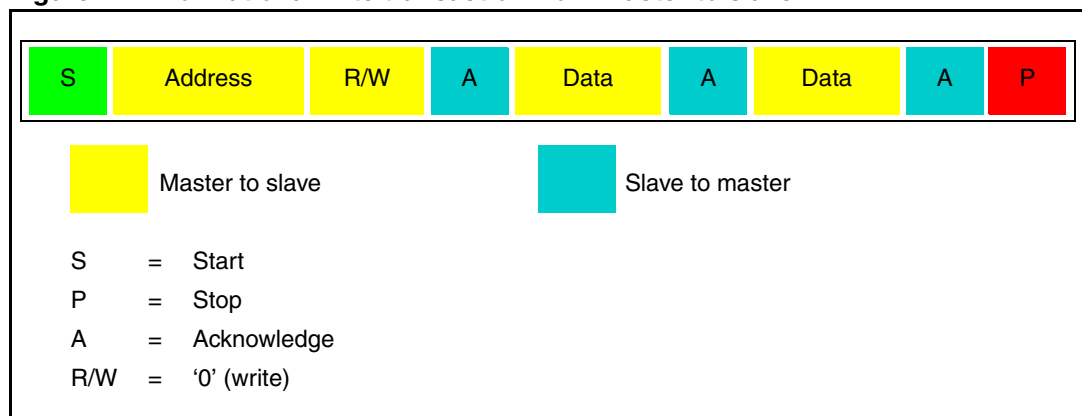 S Address R/W A Data A Data A P
Master to slave Slave to master
S = Start
P = Stop
A = Acknowledge
R/W = ‘0’ (write)